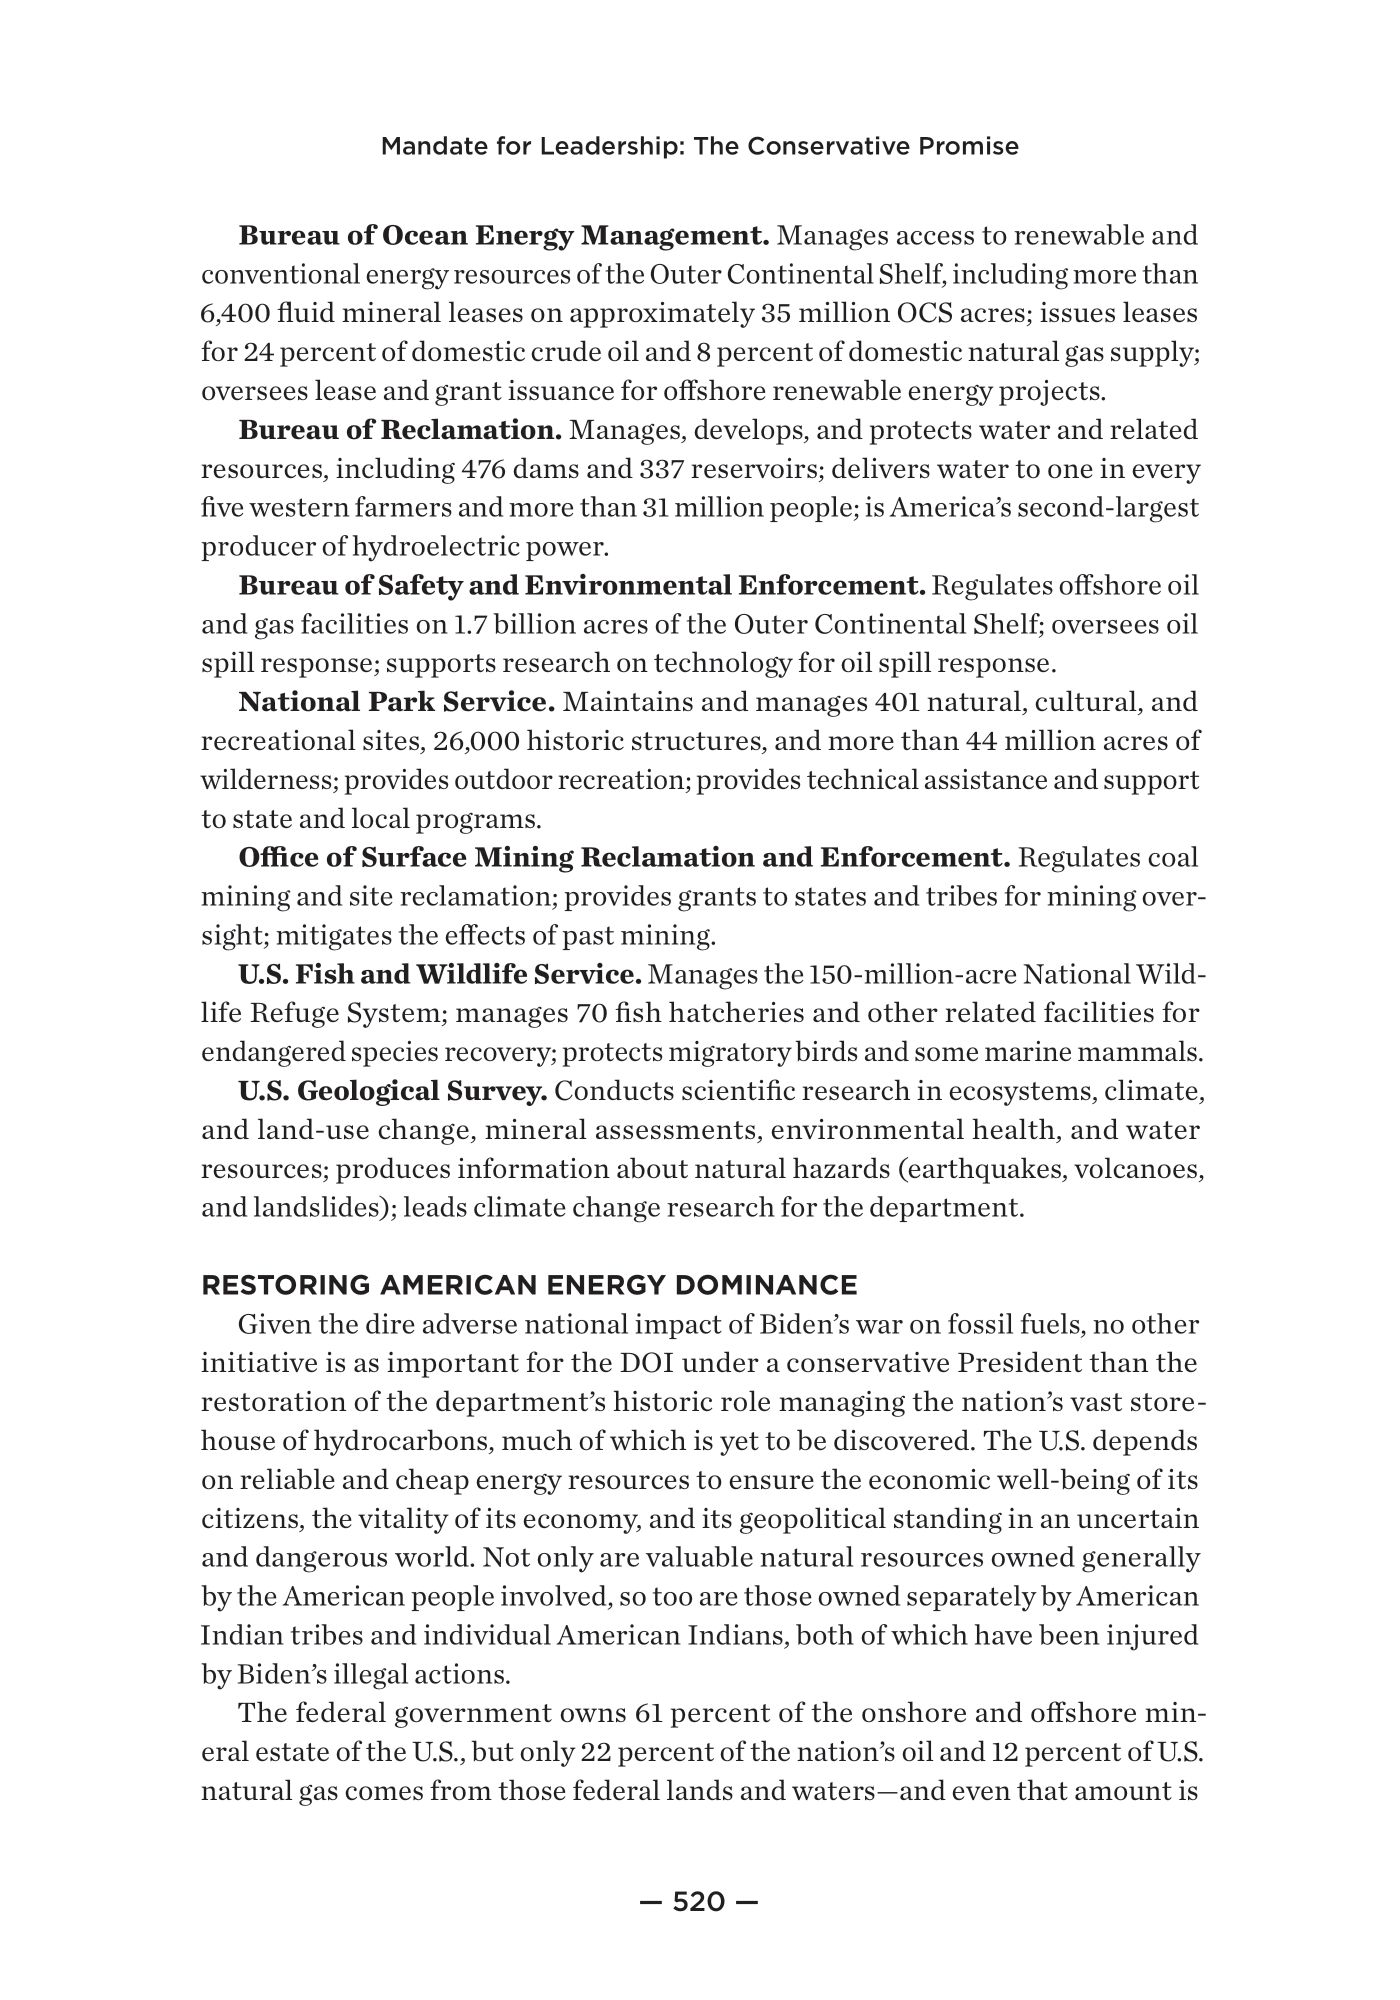 Mandate for Leadership: The Conservative Promise
Bureau of Ocean Energy Management. Manages access to renewable and
conventional energy resources of the Outer Continental Shelf, including more than
6,400 fluid mineral leases on approximately 35 million OCS acres; issues leases
for 24 percent of domestic crude oil and 8 percent of domestic natural gas supply;
oversees lease and grant issuance for offshore renewable energy projects.
Bureau of Reclamation. Manages, develops, and protects water and related
resources, including 476 dams and 337 reservoirs; delivers water to one in every
five western farmers and more than 31 million people; is America’s second-largest
producer of hydroelectric power.
Bureau of Safety and Environmental Enforcement. Regulates offshore oil
and gas facilities on 1.7 billion acres of the Outer Continental Shelf; oversees oil
spill response; supports research on technology for oil spill response.
National Park Service. Maintains and manages 401 natural, cultural, and
recreational sites, 26,000 historic structures, and more than 44 million acres of
wilderness; provides outdoor recreation; provides technical assistance and support
to state and local programs.
Office of Surface Mining Reclamation and Enforcement. Regulates coal
mining and site reclamation; provides grants to states and tribes for mining over-
sight; mitigates the effects of past mining.
U.S. Fish and Wildlife Service. Manages the 150-million-acre National Wild-
life Refuge System; manages 70 fish hatcheries and other related facilities for
endangered species recovery; protects migratory birds and some marine mammals.
U.S. Geological Survey. Conducts scientific research in ecosystems, climate,
and land-use change, mineral assessments, environmental health, and water
resources; produces information about natural hazards (earthquakes, volcanoes,
and landslides); leads climate change research for the department.
RESTORING AMERICAN ENERGY DOMINANCE
Given the dire adverse national impact of Biden’s war on fossil fuels, no other
initiative is as important for the DOI under a conservative President than the
restoration of the department’s historic role managing the nation’s vast store-
house of hydrocarbons, much of which is yet to be discovered. The U.S. depends
on reliable and cheap energy resources to ensure the economic well-being of its
citizens, the vitality of its economy, and its geopolitical standing in an uncertain
and dangerous world. Not only are valuable natural resources owned generally
by the American people involved, so too are those owned separately by American
Indian tribes and individual American Indians, both of which have been injured
by Biden’s illegal actions.
The federal government owns 61 percent of the onshore and offshore min-
eral estate of the U.S., but only 22 percent of the nation’s oil and 12 percent of U.S.
natural gas comes from those federal lands and waters—and even that amount is
— 520 —